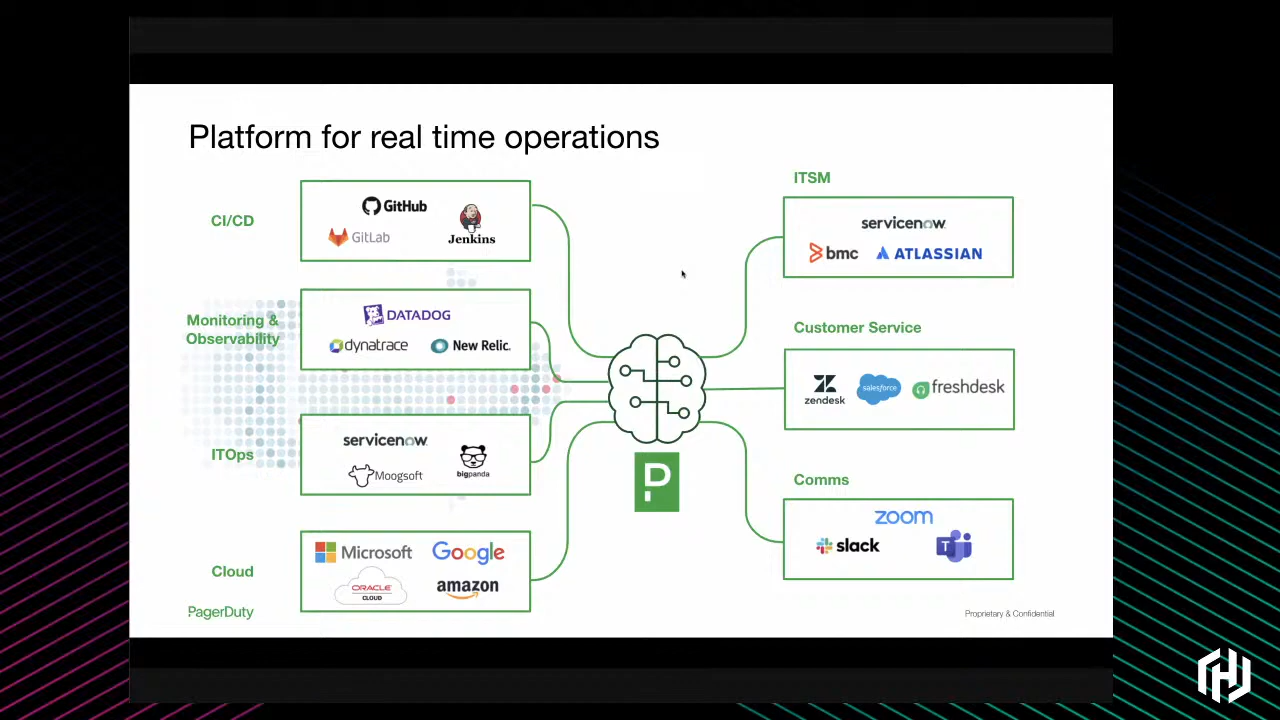 Platform for real time operations
CI/CD
GitHub
GitLab
Jenkins
Monitoring &
Observability
DATADOG
dynatrace
New Relic.
ITOps
servicenow
Moogsoft
bigpanda
Cloud
Microsoft
Google
ORACLE
CLOUD
amazon
PagerDuty
P
ITSM
servicenow
bmc
ATLASSIAN
Customer Service
zendesk
salesforce
freshdesk
Comms
zoom
slack
T
Proprietary & Confidential